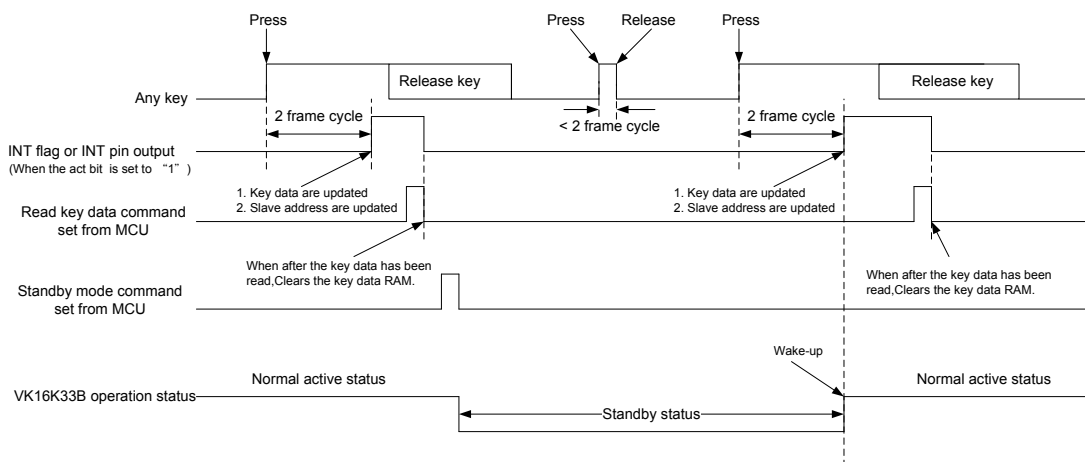 Press
Press
Release
Press
Any key
Release key
Release key
2 frame cycle
< 2 frame cycle
2 frame cycle
INT flag or INT pin output
(When the act bit is set to “1” )
1. Key data are updated
2. Slave address are updated
1. Key data are updated
2. Slave address are updated
Read key data command
set from MCU
When after the key data has been
read,Clears the key data RAM.
When after the key data has been
read,Clears the key data RAM.
Standby mode command
set from MCU
Wake-up
Normal active status
Normal active status
VK16K33B operation status
Standby status